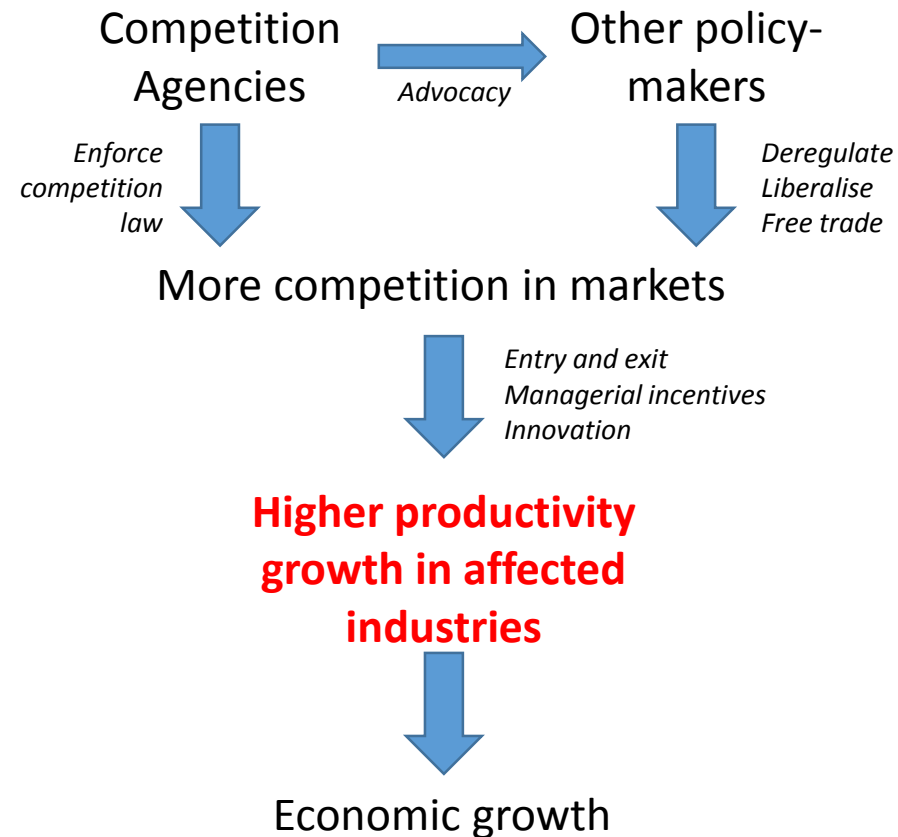 Competition
Agencies
Advocacy
Other policy-
makers
Enforce
competition
law
Deregulate
Liberalise
Free trade
More competition in markets
Entry and exit
Managerial incentives
Innovation
Higher productivity
growth in affected
industries
Economic growth